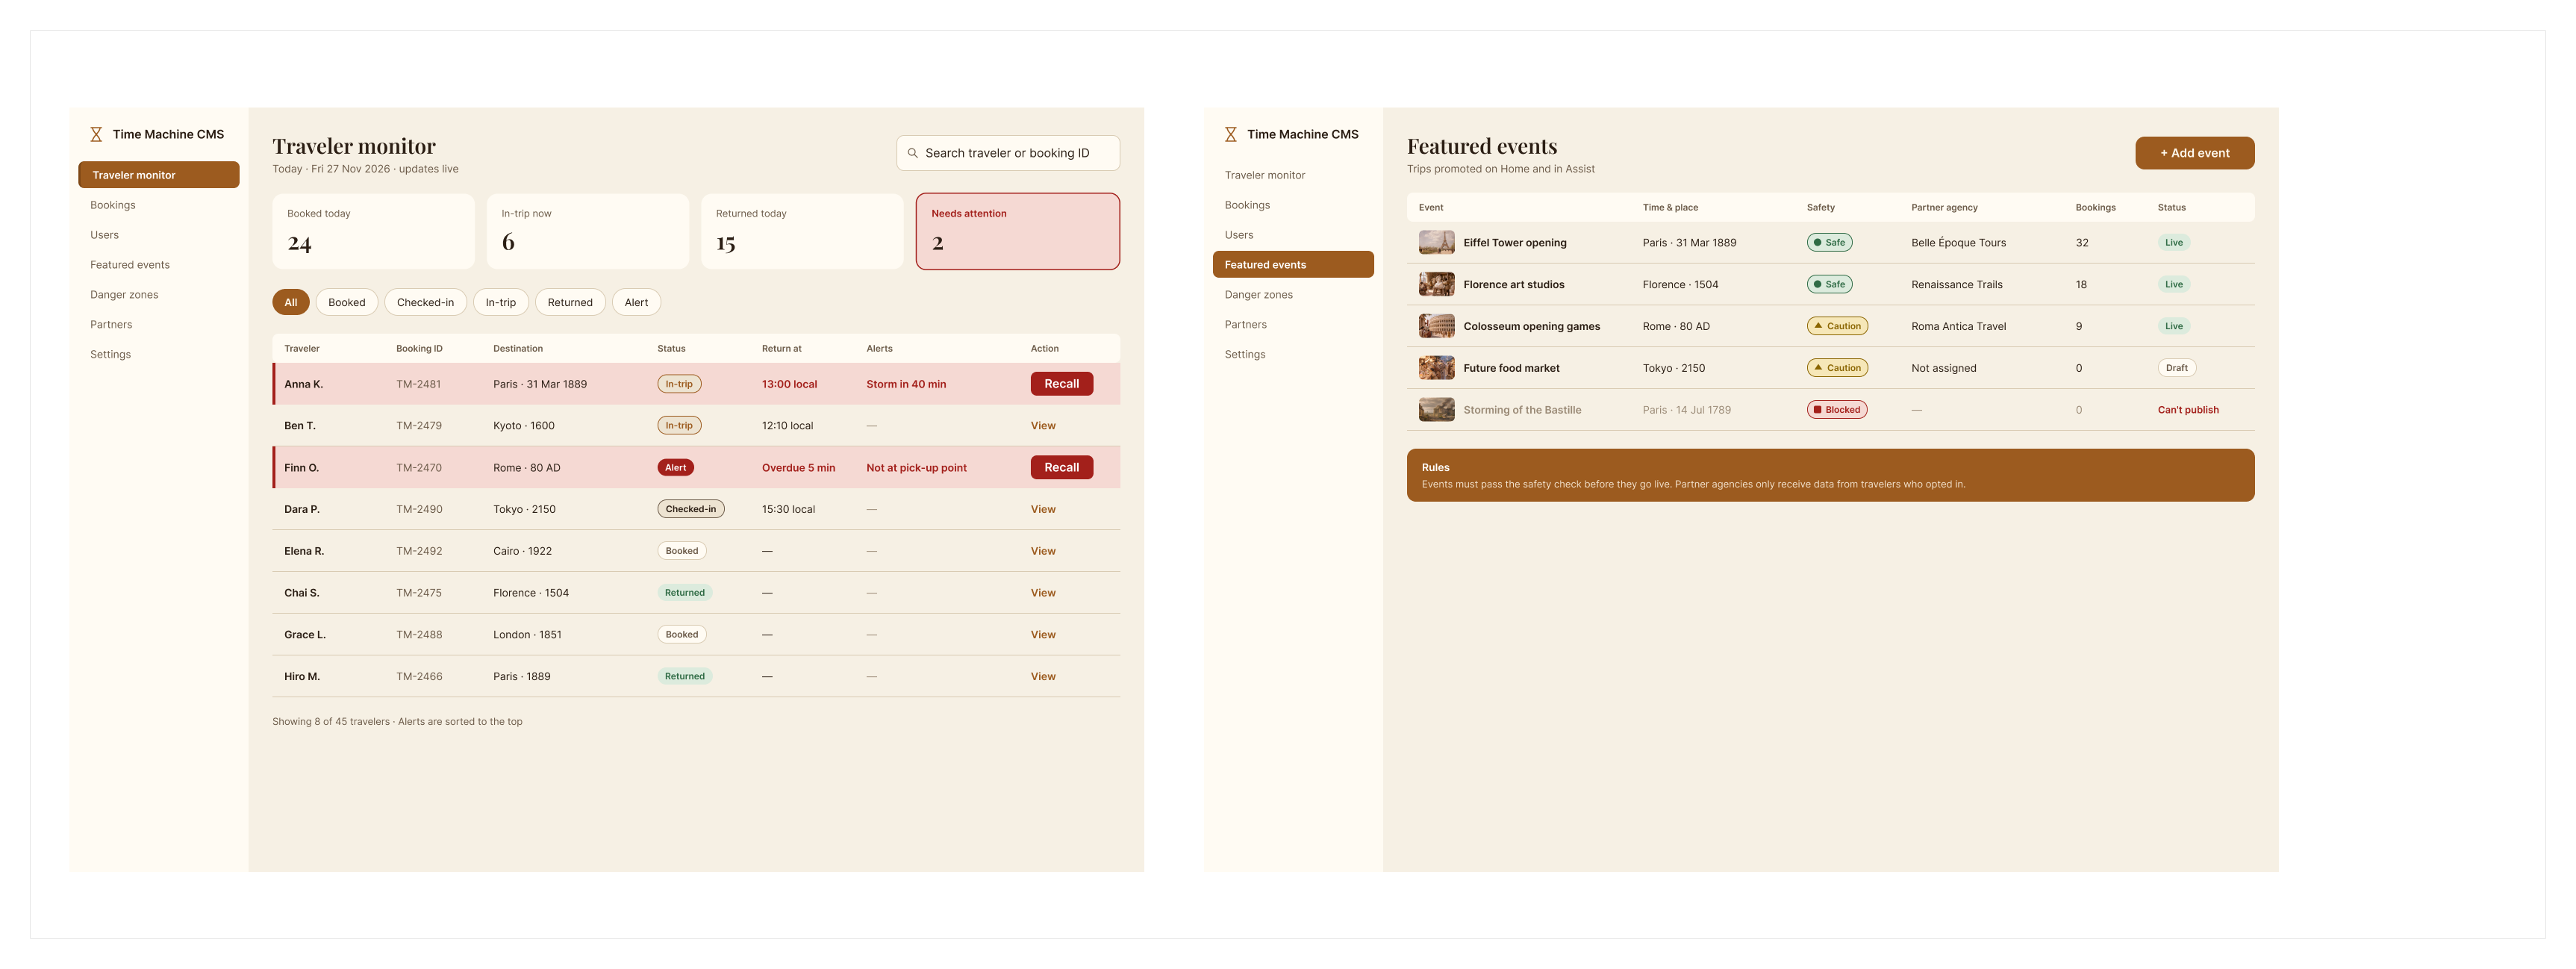 Time Machine CMS
Traveler monitor
Bookings
Users
Featured events
Danger zones
Partners
Settings
Traveler monitor
Today · Fri 27 Nov 2026 · updates live
Search traveler or booking ID
Booked today
24
In-trip now
6
Returned today
15
Needs attention
2
All Booked Checked-in In-trip Returned Alert
Traveler Booking ID Destination Status Return at Alerts Action
Anna K. TM-2481 Paris · 31 Mar 1889 In-trip 13:00 local Storm in 40 min Recall
Ben T. TM-2479 Kyoto · 1600 In-trip 12:10 local — View
Finn O. TM-2470 Rome · 80 AD Alert Overdue 5 min Not at pick-up point Recall
Dara P. TM-2490 Tokyo · 2150 Checked-in 15:30 local — View
Elena R. TM-2492 Cairo · 1922 Booked — — View
Chai S. TM-2475 Florence · 1504 Returned — — View
Grace L. TM-2488 London · 1851 Booked — — View
Hiro M. TM-2466 Paris · 1889 Returned — — View
Showing 8 of 45 travelers · Alerts are sorted to the top
Time Machine CMS
Traveler monitor
Bookings
Users
Featured events
Danger zones
Partners
Settings
Featured events
Trips promoted on Home and in Assist
+ Add event
Event Time & place Safety Partner agency Bookings Status
Eiffel Tower opening Paris · 31 Mar 1889 Safe Belle Époque Tours 32 Live
Florence art studios Florence · 1504 Safe Renaissance Trails 18 Live
Colosseum opening games Rome · 80 AD Caution Roma Antica Travel 9 Live
Future food market Tokyo · 2150 Caution Not assigned 0 Draft
Storming of the Bastille Paris · 14 Jul 1789 Blocked — 0 Can't publish
Rules
Events must pass the safety check before they go live. Partner agencies only receive data from travelers who opted in.